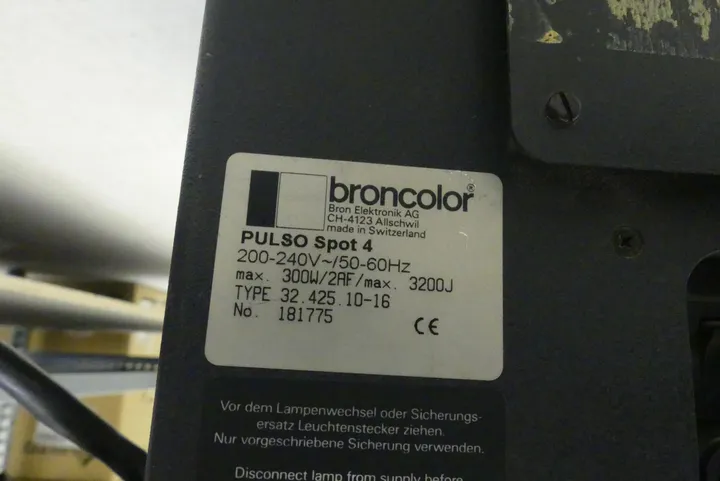 broncolor®
Bron Elektronik AG
CH-4123 Allschwil
made in Switzerland
PULSO Spot 4
200-240V~/50-60Hz
max. 300W/2AF/max. 3200J
TYPE 32.425.10-16
No. 181775
CE
Vor dem Lampenwechsel oder Sicherungs-
ersatz Leuchtenstecker ziehen.
Nur vorgeschriebene Sicherung verwenden.
Disconnect lamp from supply before